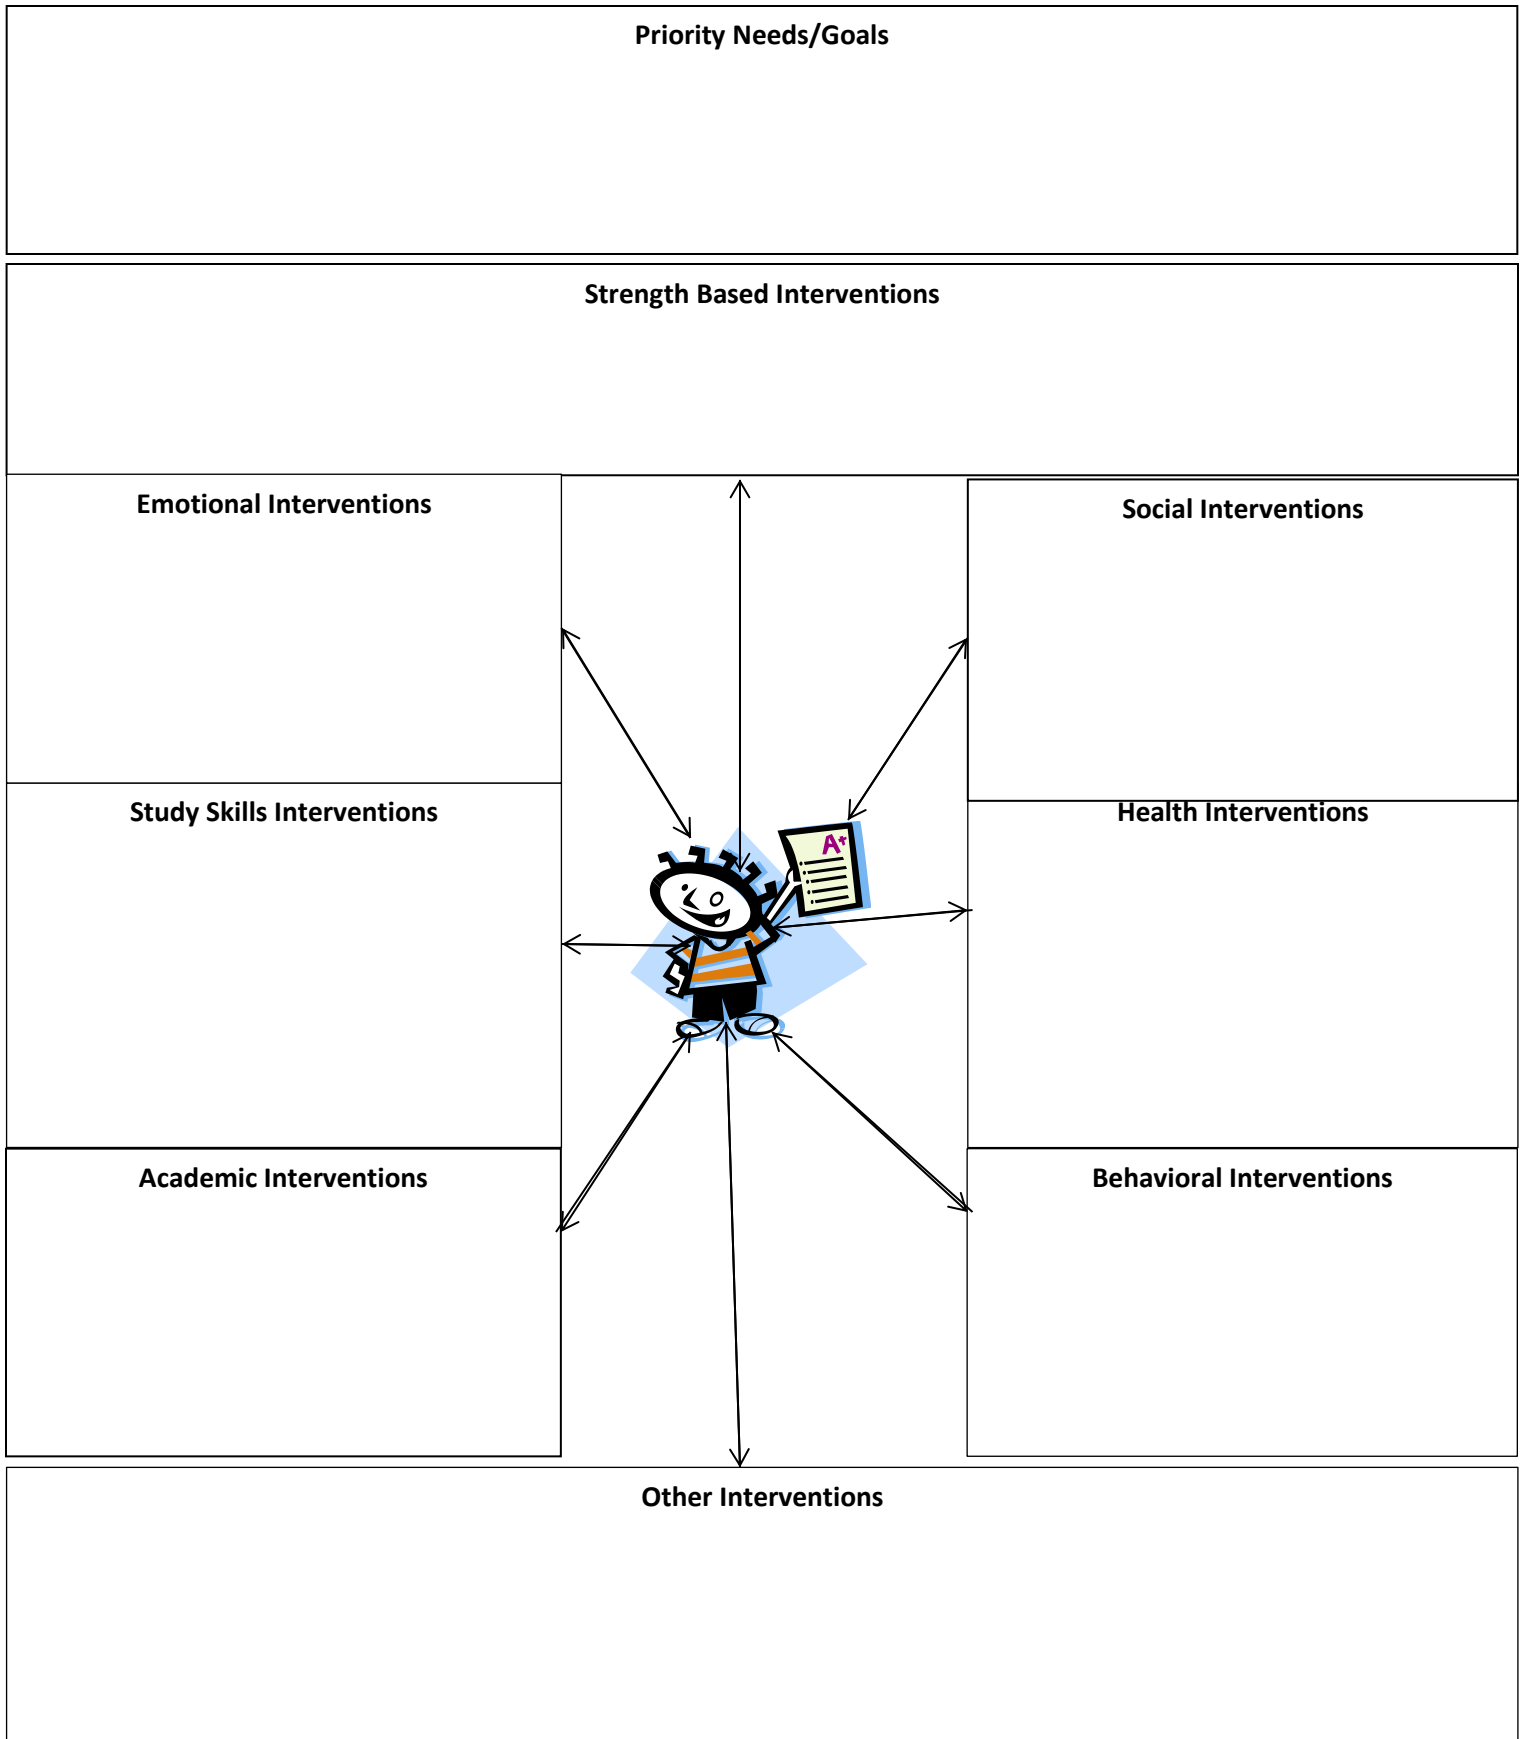 Priority Needs/Goals
Strength Based Interventions
Emotional Interventions
Social Interventions
Study Skills Interventions
Health Interventions
A+
Academic Interventions
Behavioral Interventions
Other Interventions